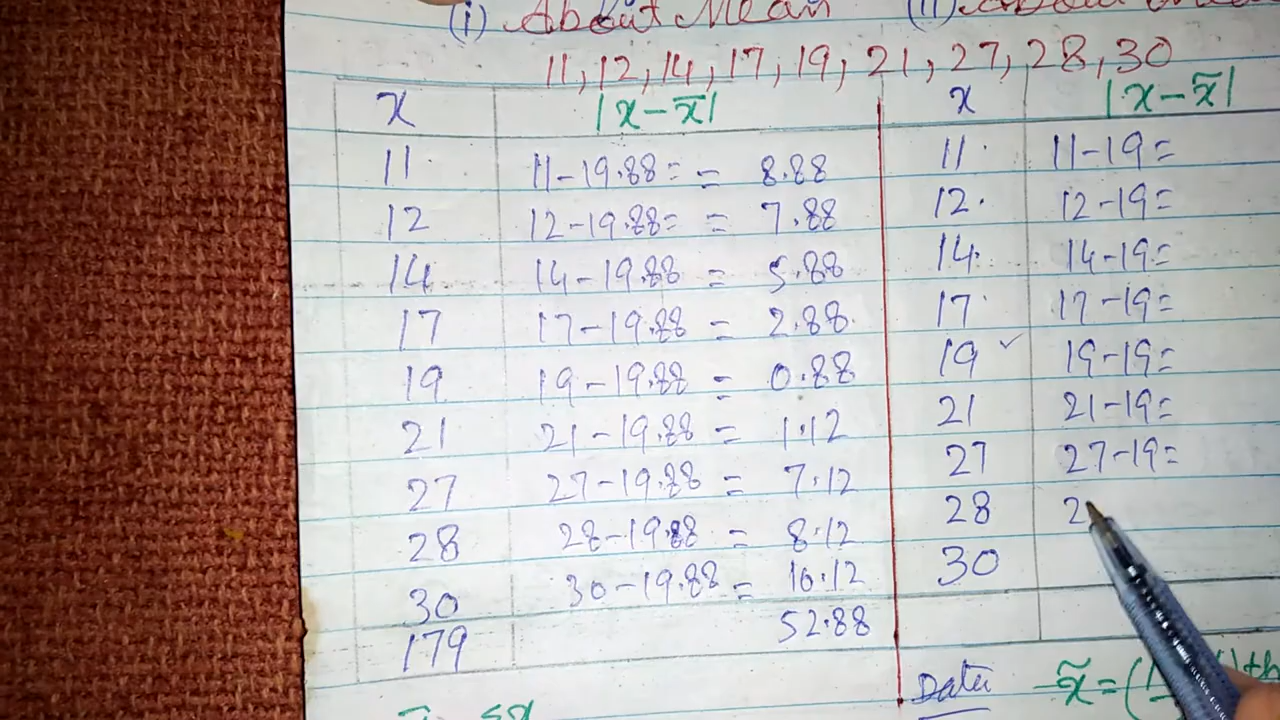 (i) About Mean (ii) About
11, 12, 14, 17, 19, 21, 27, 28, 30
x |x-x̄| x |x-x̃|
11 11-19.88= = 8.88 11 11-19=
12 12-19.88= = 7.88 12 12-19=
14 14-19.88 = 5.88 14 14-19=
17 17-19.88 = 2.88 17 17-19=
19 19-19.88 = 0.88 19 ✓ 19-19=
21 21-19.88 = 1.12 21 21-19=
27 27-19.88 = 7.12 27 27-19=
28 28-19.88 = 8.12 28 2
30 30-19.88 = 10.12 30
179 52.88
Data x̃=(
Σx